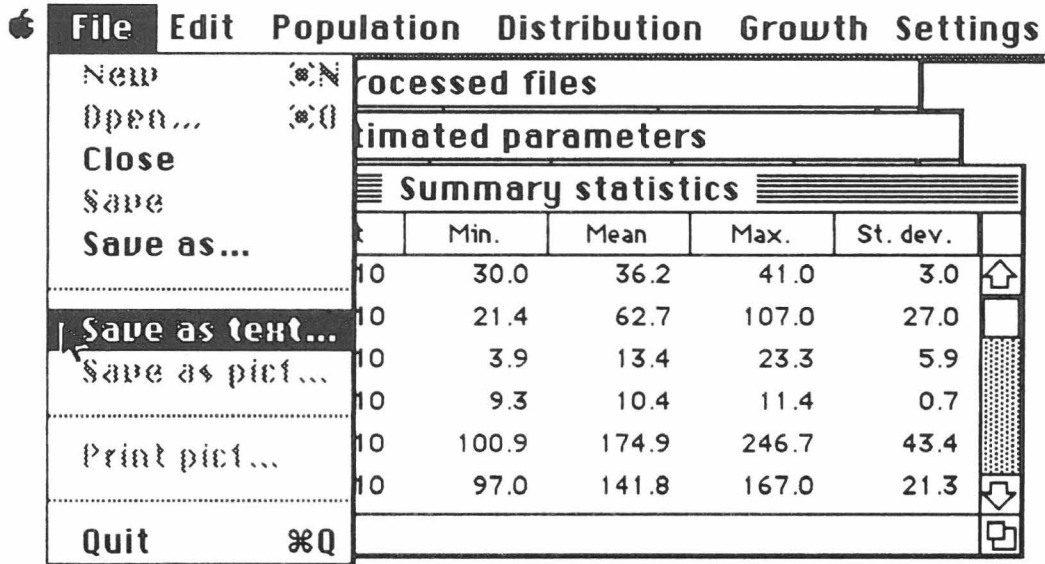 File Edit Population Distribution Growth Settings
New ⌘N
Open... ⌘O
Close
Save
Save as...
Save as text...
Save as pict...
Print pict...
Quit ⌘Q
ocessed files
timated parameters
Summary statistics
t Min. Mean Max. St. dev.
10 30.0 36.2 41.0 3.0
10 21.4 62.7 107.0 27.0
10 3.9 13.4 23.3 5.9
10 9.3 10.4 11.4 0.7
10 100.9 174.9 246.7 43.4
10 97.0 141.8 167.0 21.3